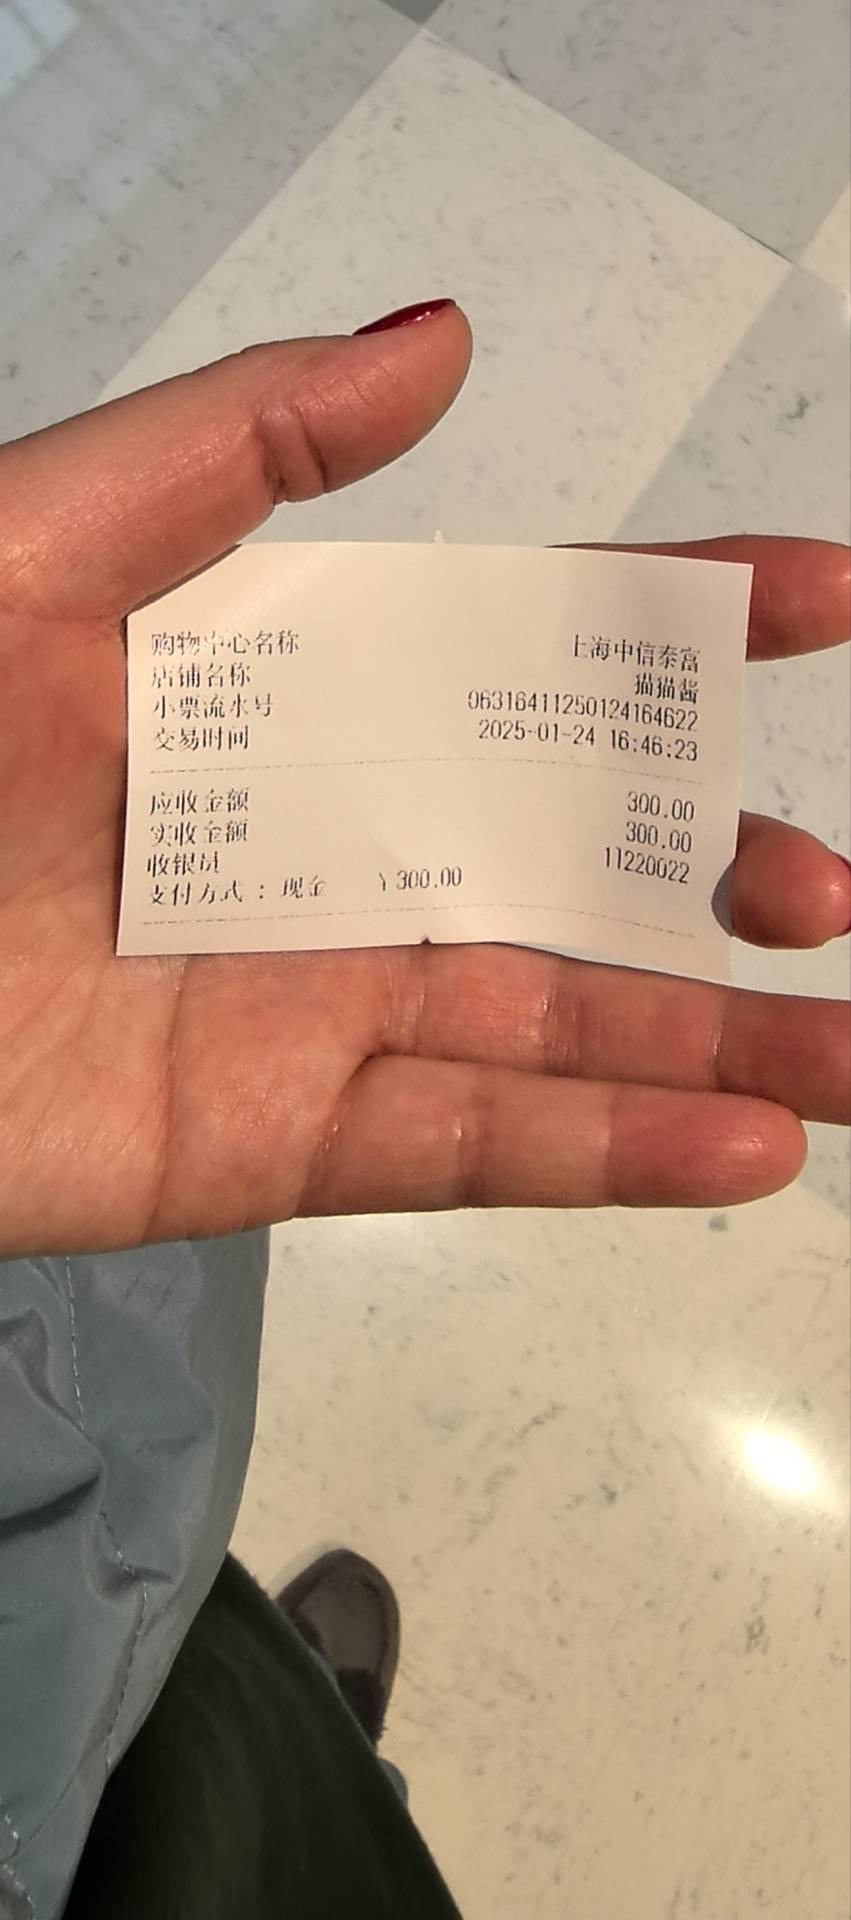 购物中心名称 上海中信泰富
店铺名称 猫猫酱
小票流水号 06316411250124164622
交易时间 2025-01-24 16:46:23
应收金额 300.00
实收金额 300.00
收银员 11220022
支付方式 : 现金 ¥300.00